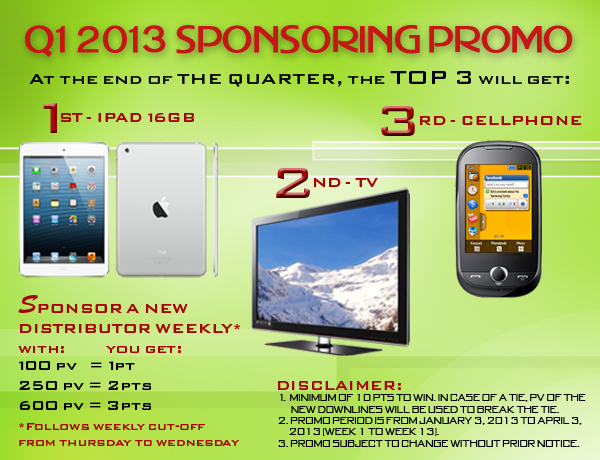 Q1 2013 SPONSORING PROMO
AT THE END OF THE QUARTER, THE TOP 3 WILL GET:
1ST - IPAD 16GB
3RD - CELLPHONE
2ND - TV
SPONSOR A NEW
DISTRIBUTOR WEEKLY*
WITH: YOU GET:
100 PV = 1PT
250 PV = 2PTS
600 PV = 3PTS
*FOLLOWS WEEKLY CUT-OFF
FROM THURSDAY TO WEDNESDAY
DISCLAIMER:
1. MINIMUM OF 10 PTS TO WIN. IN CASE OF A TIE, PV OF THE
NEW DOWNLINES WILL BE USED TO BREAK THE TIE.
2. PROMO PERIOD IS FROM JANUARY 3, 2013 TO APRIL 3,
2013 (WEEK 1 TO WEEK 13).
3. PROMO SUBJECT TO CHANGE WITHOUT PRIOR NOTICE.